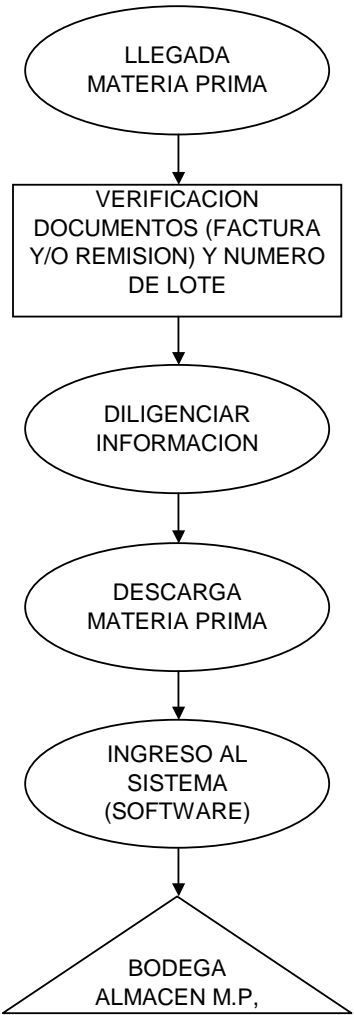 LLEGADA
MATERIA PRIMA
VERIFICACION
DOCUMENTOS (FACTURA
Y/O REMISION) Y NUMERO
DE LOTE
DILIGENCIAR
INFORMACION
DESCARGA
MATERIA PRIMA
INGRESO AL
SISTEMA
(SOFTWARE)
BODEGA
ALMACEN M.P,